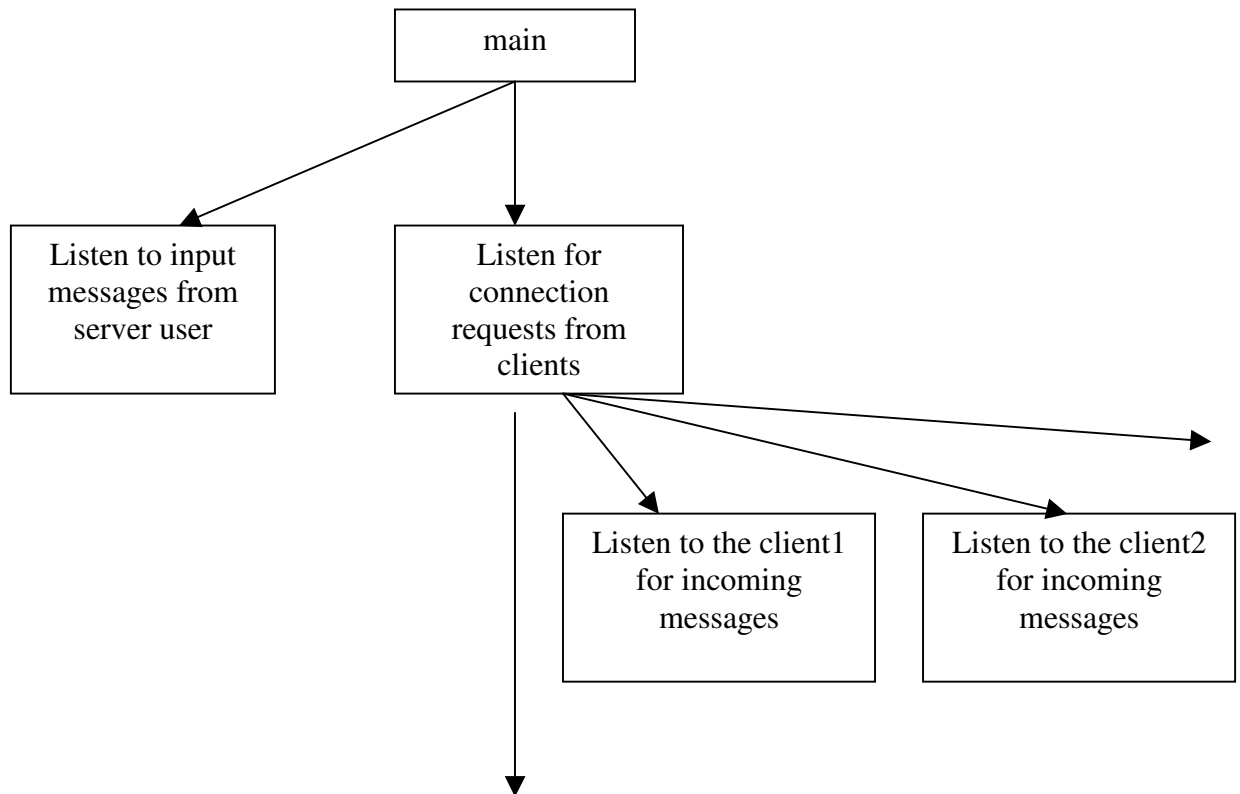 main
Listen to input
messages from
server user
Listen for
connection
requests from
clients
Listen to the client1
for incoming
messages
Listen to the client2
for incoming
messages